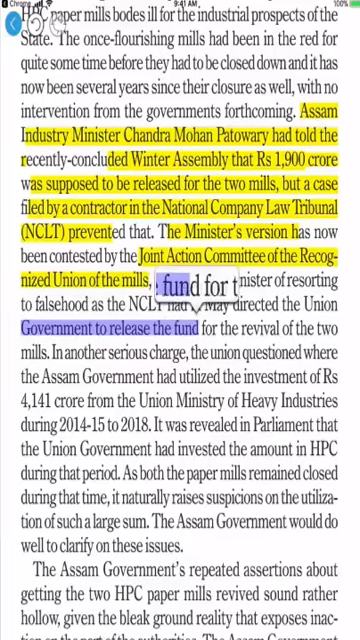 Chrome
9:41 AM
HPC paper mills bodes ill for the industrial prospects of the
State. The once-flourishing mills had been in the red for
quite some time before they had to be closed down and it has
now been several years since their closure as well, with no
intervention from the governments forthcoming. Assam
Industry Minister Chandra Mohan Patowary had told the
recently-concluded Winter Assembly that Rs 1,900 crore
was supposed to be released for the two mills, but a case
filed by a contractor in the National Company Law Tribunal
(NCLT) prevented that. The Minister's version has now
been contested by the Joint Action Committee of the Recog-
nized Union of the mills, fund for t nister of resorting
to falsehood as the NCLT had May directed the Union
Government to release the fund for the revival of the two
mills. In another serious charge, the union questioned where
the Assam Government had utilized the investment of Rs
4,141 crore from the Union Ministry of Heavy Industries
during 2014-15 to 2018. It was revealed in Parliament that
the Union Government had invested the amount in HPC
during that period. As both the paper mills remained closed
during that time, it naturally raises suspicions on the utiliza-
tion of such a large sum. The Assam Government would do
well to clarify on these issues.
The Assam Government's repeated assertions about
getting the two HPC paper mills revived sound rather
hollow, given the bleak ground reality that exposes inac-